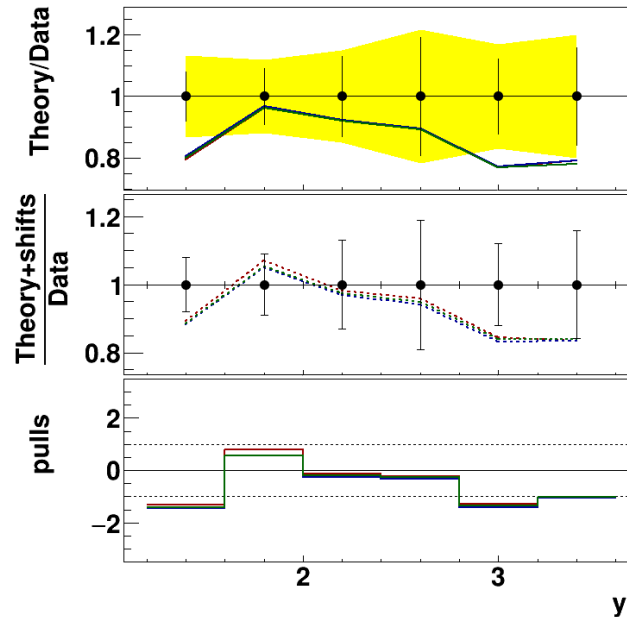 Theory/Data
1.2
1
0.8
Theory+shifts
Data
1.2
1
0.8
pulls
2
0
−2
2
3
y